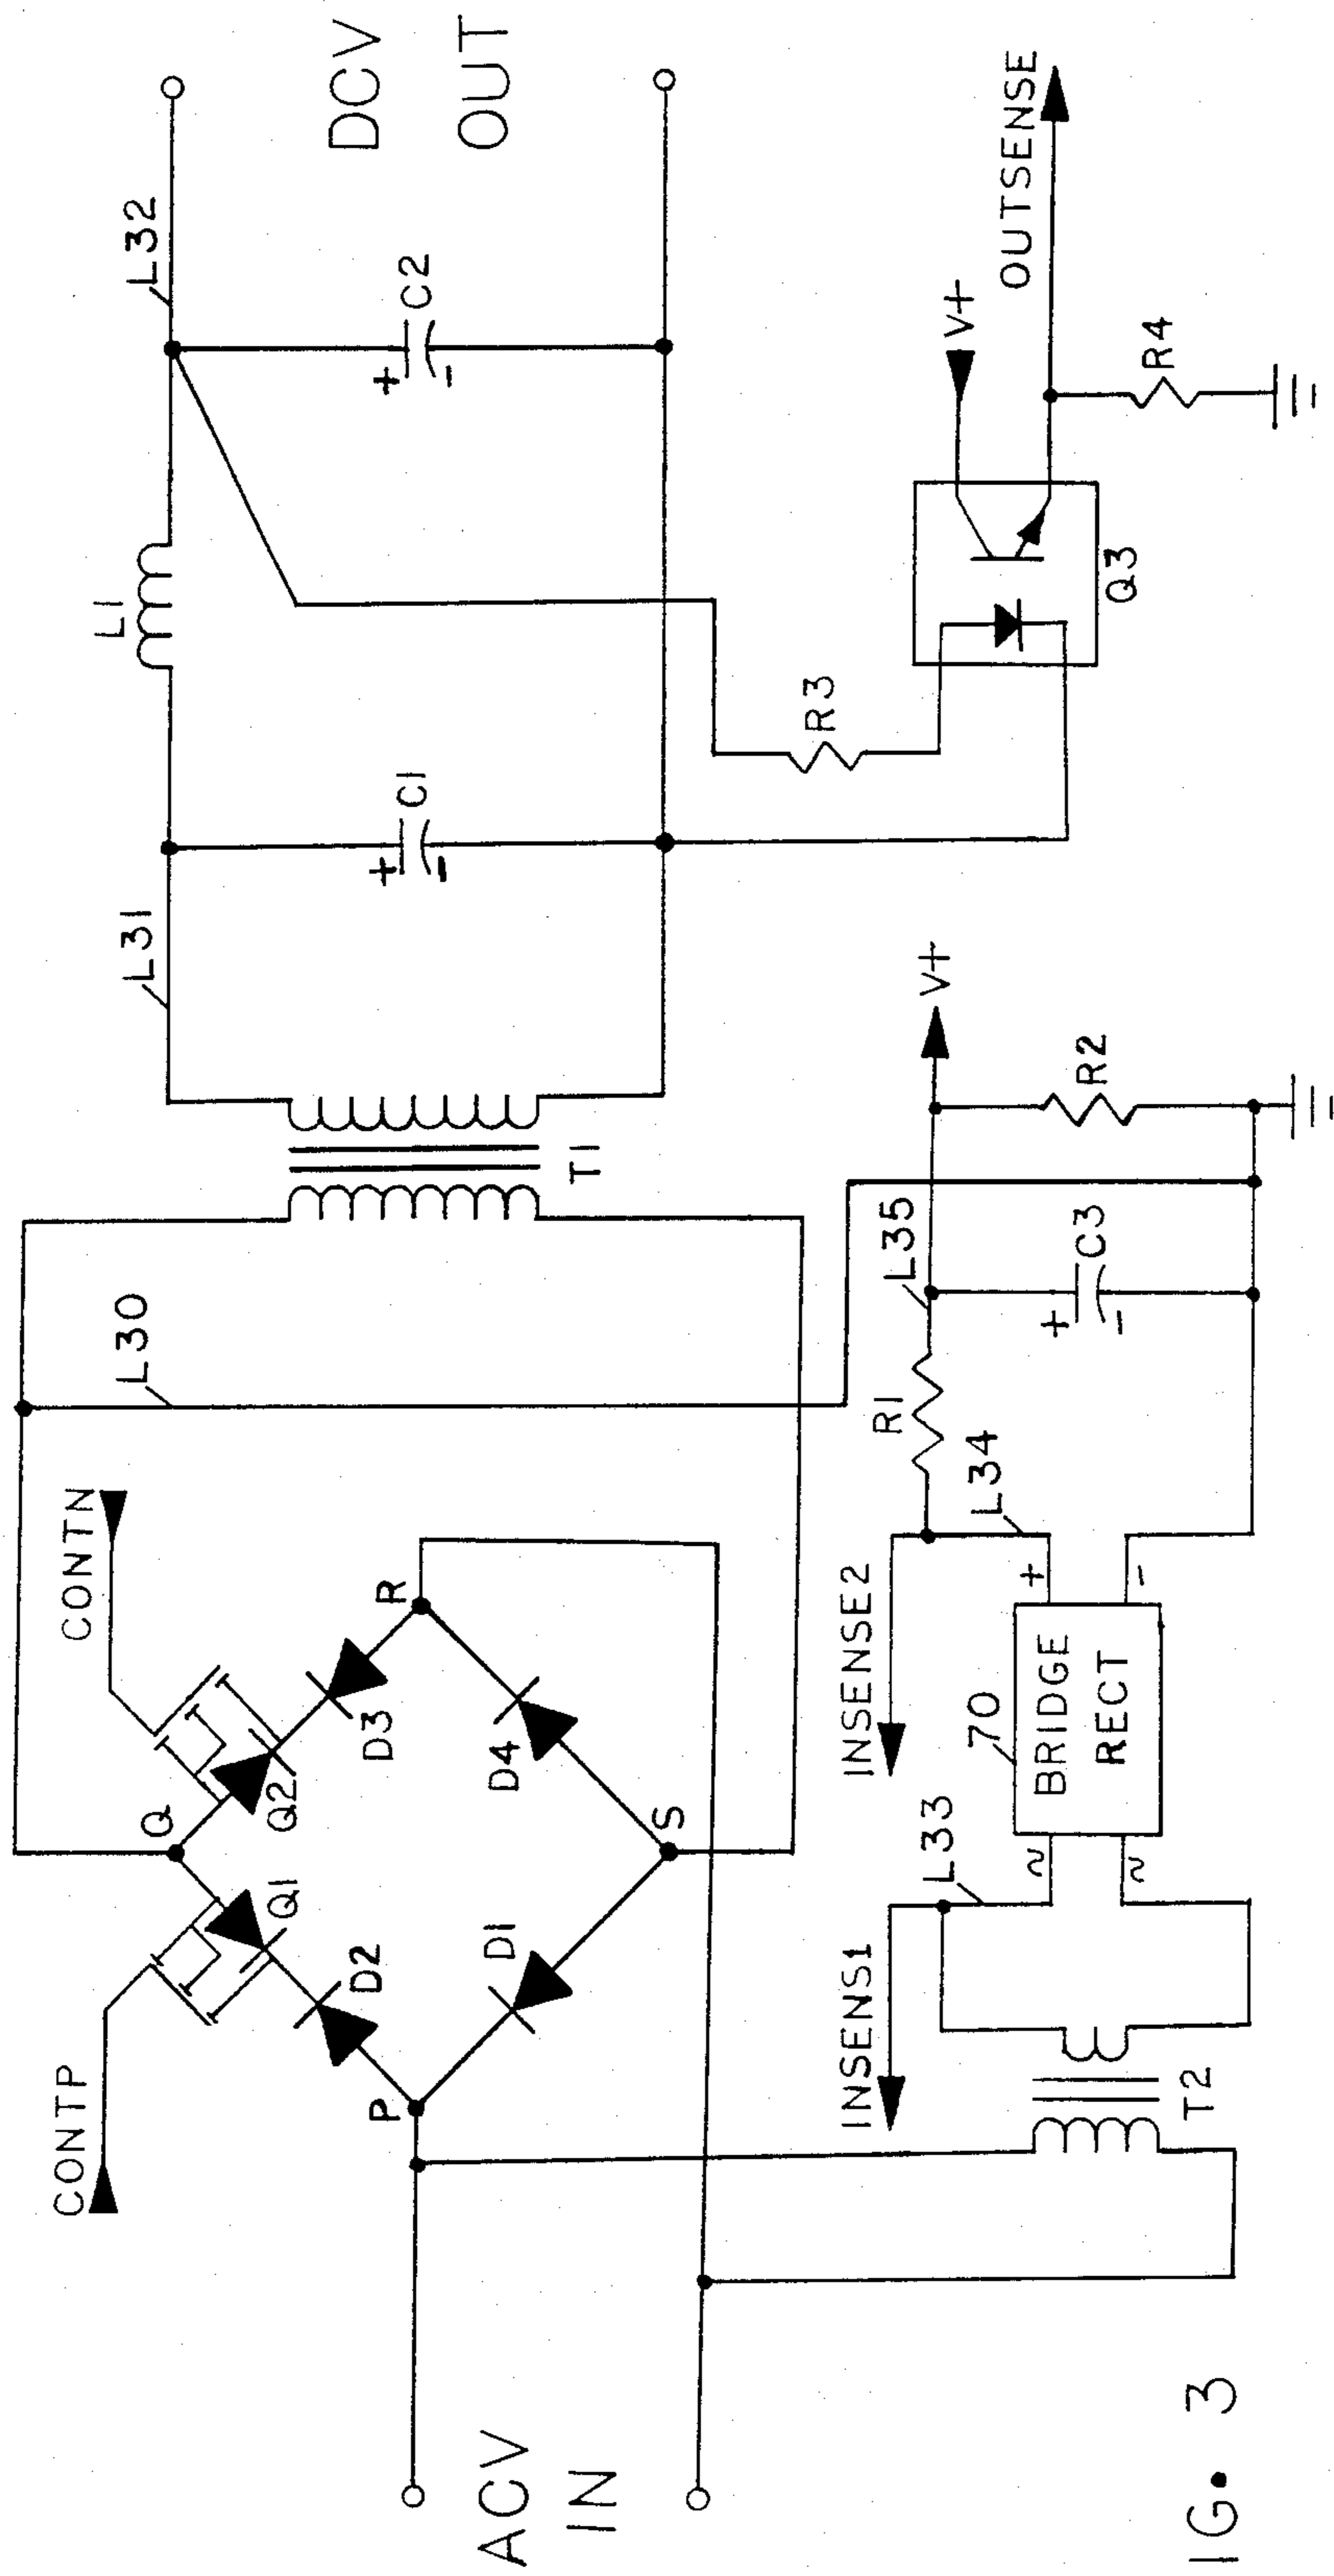 CONTP
CONTN
Q
Q1
Q2
D2
D3
P
R
D1
D4
S
ACV
IN
L30
T1
L31
L1
L32
C1
+
-
C2
+
-
DCV
OUT
R3
Q3
V+
OUTSENSE
R4
INSENS1
L33
T2
~
~
70
BRIDGE
RECT
+
-
INSENSE2
L34
R1
L35
C3
+
-
R2
V+
IG. 3